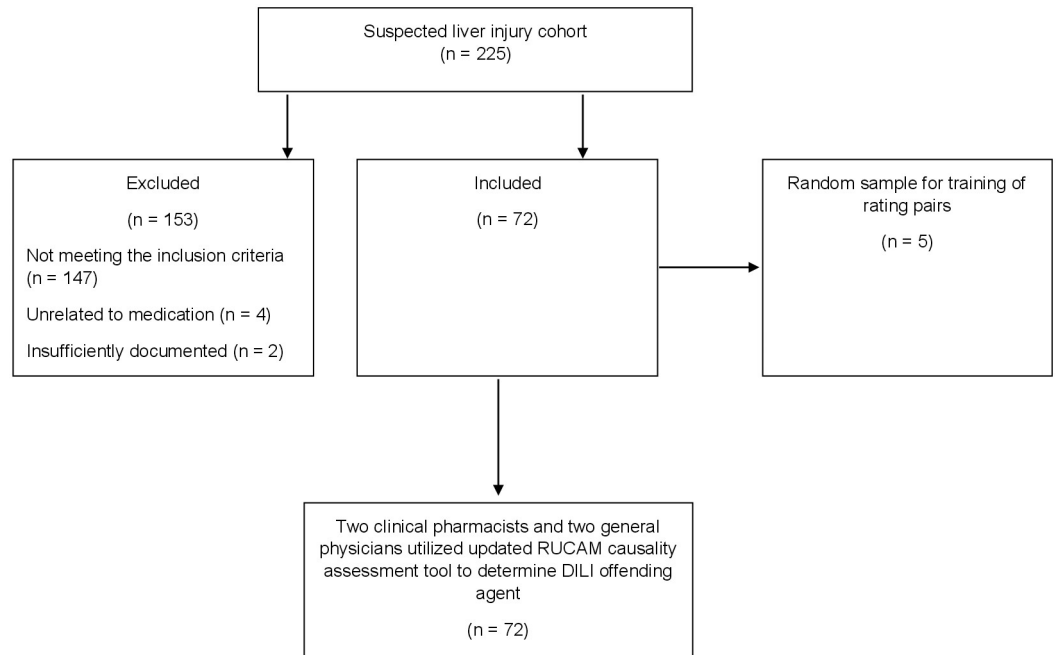 Suspected liver injury cohort
(n = 225)
Excluded
(n = 153)
Not meeting the inclusion criteria
(n = 147)
Unrelated to medication (n = 4)
Insufficiently documented (n = 2)
Included
(n = 72)
Random sample for training of
rating pairs
(n = 5)
Two clinical pharmacists and two general
physicians utilized updated RUCAM causality
assessment tool to determine DILI offending
agent
(n = 72)